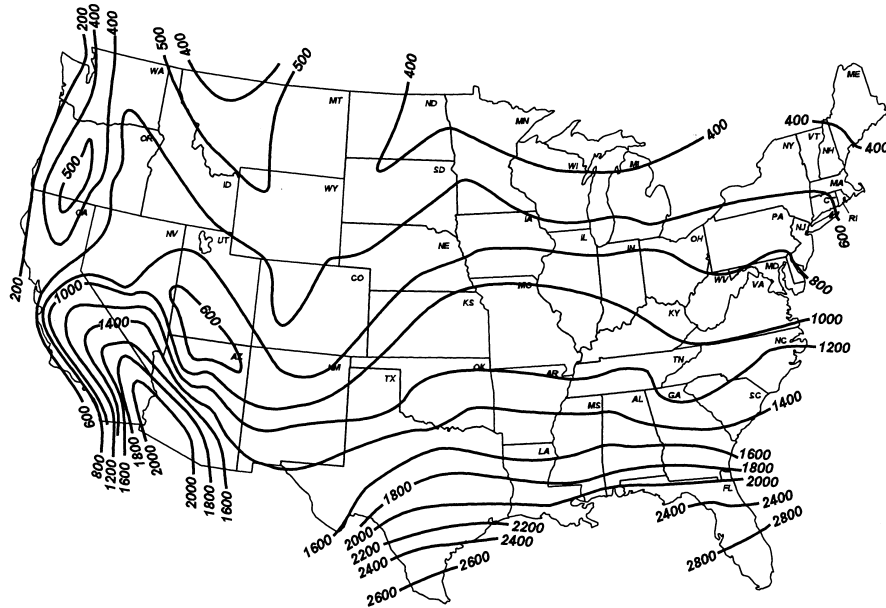 200
400
400
500
400
500
400
WA
MT
ND
MN
ME
OR
400
VT
NH
NY
400
400
500
WI
MI
ID
WY
SD
MA
CA
IA
PA
RI
NJ
600
NV
UT
NE
IL
IN
OH
200
CO
WV
MD
VA
800
1000
KS
MO
600
KY
1000
1400
AZ
NM
TX
OK
AR
TN
NC
1200
MS
AL
GA
SC
1400
600
LA
1600
800
1200
1600
1800
2000
2000
1800
1600
1800
1800
2000
FL
1600
2000
2200
2400
2200
2400
2400
2400
2600
2600
2800
2800